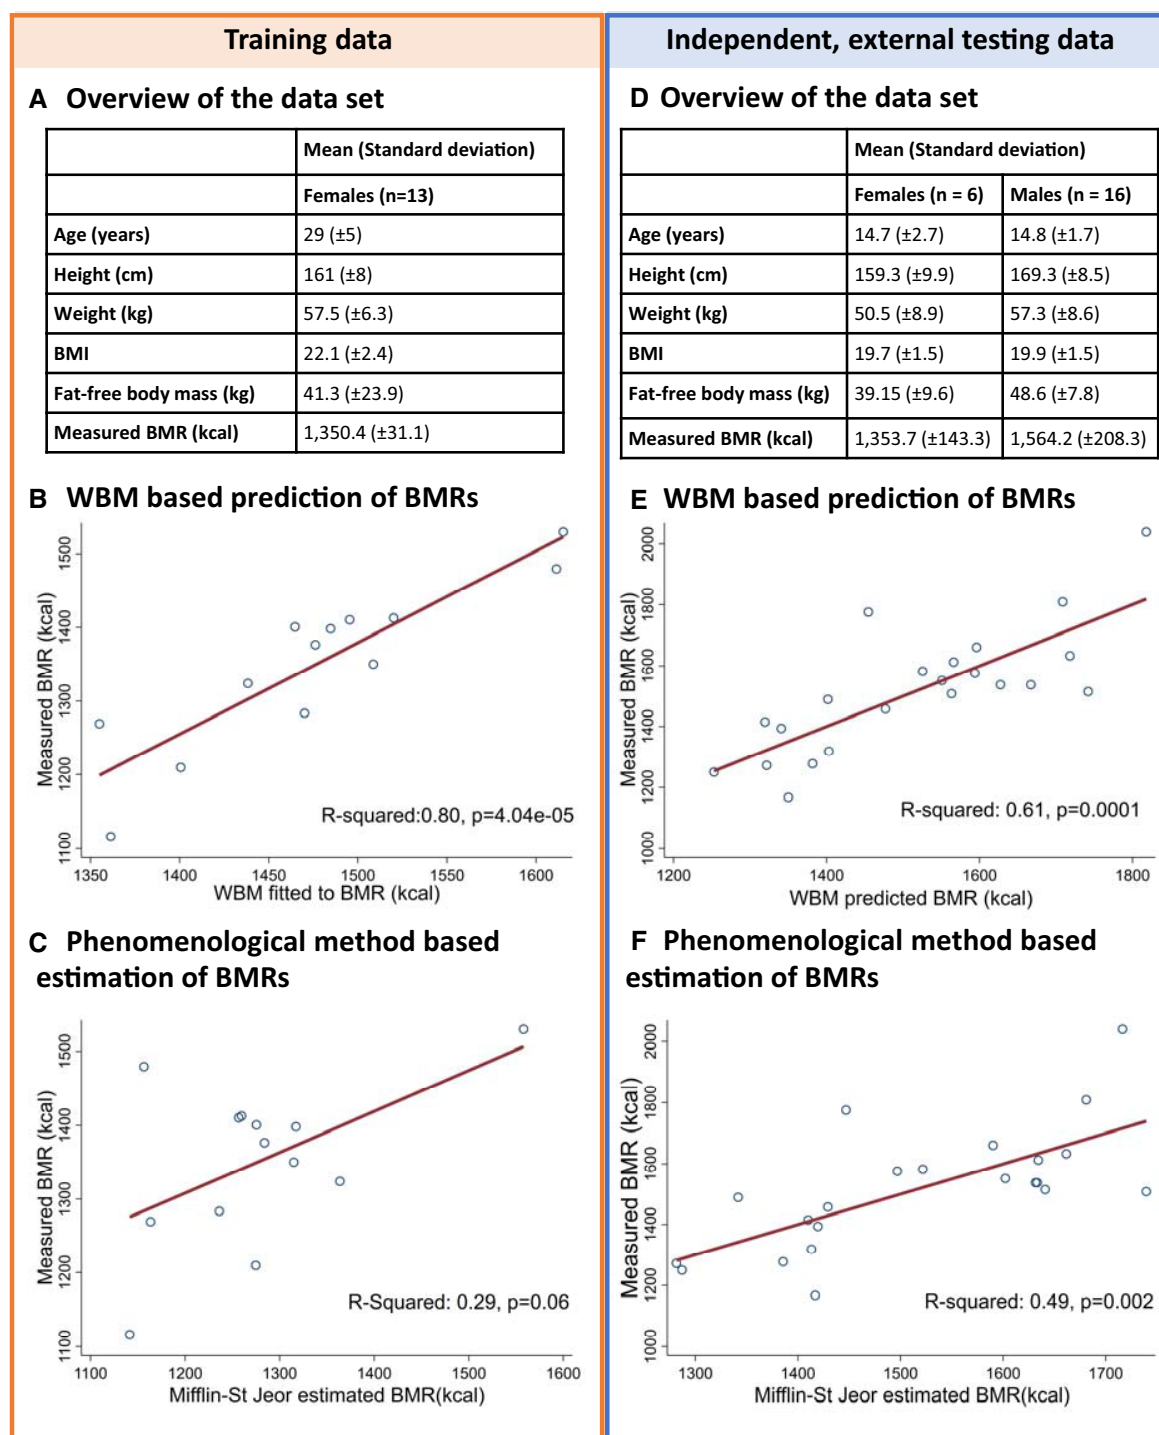 Training data
A Overview of the data set
Mean (Standard deviation)
Females (n=13)
Age (years) 29 (±5)
Height (cm) 161 (±8)
Weight (kg) 57.5 (±6.3)
BMI 22.1 (±2.4)
Fat-free body mass (kg) 41.3 (±23.9)
Measured BMR (kcal) 1,350.4 (±31.1)
B WBM based prediction of BMRs
Measured BMR (kcal)
1500
1400
1300
1200
1100
R-squared:0.80, p=4.04e-05
1350 1400 1450 1500 1550 1600
WBM fitted to BMR (kcal)
C Phenomenological method based
estimation of BMRs
Measured BMR (kcal)
1500
1400
1300
1200
1100
R-Squared: 0.29, p=0.06
1100 1200 1300 1400 1500 1600
Mifflin-St Jeor estimated BMR(kcal)
Independent, external testing data
D Overview of the data set
Mean (Standard deviation)
Females (n = 6) Males (n = 16)
Age (years) 14.7 (±2.7) 14.8 (±1.7)
Height (cm) 159.3 (±9.9) 169.3 (±8.5)
Weight (kg) 50.5 (±8.9) 57.3 (±8.6)
BMI 19.7 (±1.5) 19.9 (±1.5)
Fat-free body mass (kg) 39.15 (±9.6) 48.6 (±7.8)
Measured BMR (kcal) 1,353.7 (±143.3) 1,564.2 (±208.3)
E WBM based prediction of BMRs
Measured BMR (kcal)
2000
1800
1600
1400
1200
1000
R-squared: 0.61, p=0.0001
1200 1400 1600 1800
WBM predicted BMR (kcal)
F Phenomenological method based
estimation of BMRs
Measured BMR (kcal)
2000
1800
1600
1400
1200
1000
R-squared: 0.49, p=0.002
1300 1400 1500 1600 1700
Mifflin-St Jeor estimated BMR(kcal)